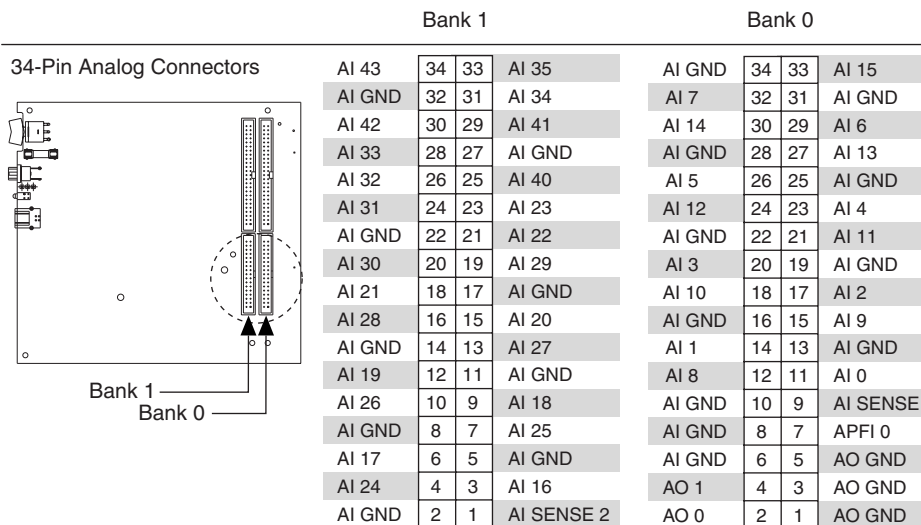 Bank 1 Bank 0
34-Pin Analog Connectors
AI 43 34 33 AI 35 AI GND 34 33 AI 15
AI GND 32 31 AI 34 AI 7 32 31 AI GND
AI 42 30 29 AI 41 AI 14 30 29 AI 6
AI 33 28 27 AI GND AI GND 28 27 AI 13
AI 32 26 25 AI 40 AI 5 26 25 AI GND
AI 31 24 23 AI 23 AI 12 24 23 AI 4
AI GND 22 21 AI 22 AI GND 22 21 AI 11
AI 30 20 19 AI 29 AI 3 20 19 AI GND
AI 21 18 17 AI GND AI 10 18 17 AI 2
AI 28 16 15 AI 20 AI GND 16 15 AI 9
AI GND 14 13 AI 27 AI 1 14 13 AI GND
AI 19 12 11 AI GND AI 8 12 11 AI 0
AI 26 10 9 AI 18 AI GND 10 9 AI SENSE
AI GND 8 7 AI 25 AI GND 8 7 APFI 0
AI 17 6 5 AI GND AI GND 6 5 AO GND
AI 24 4 3 AI 16 AO 1 4 3 AO GND
AI GND 2 1 AI SENSE 2 AO 0 2 1 AO GND
Bank 1
Bank 0